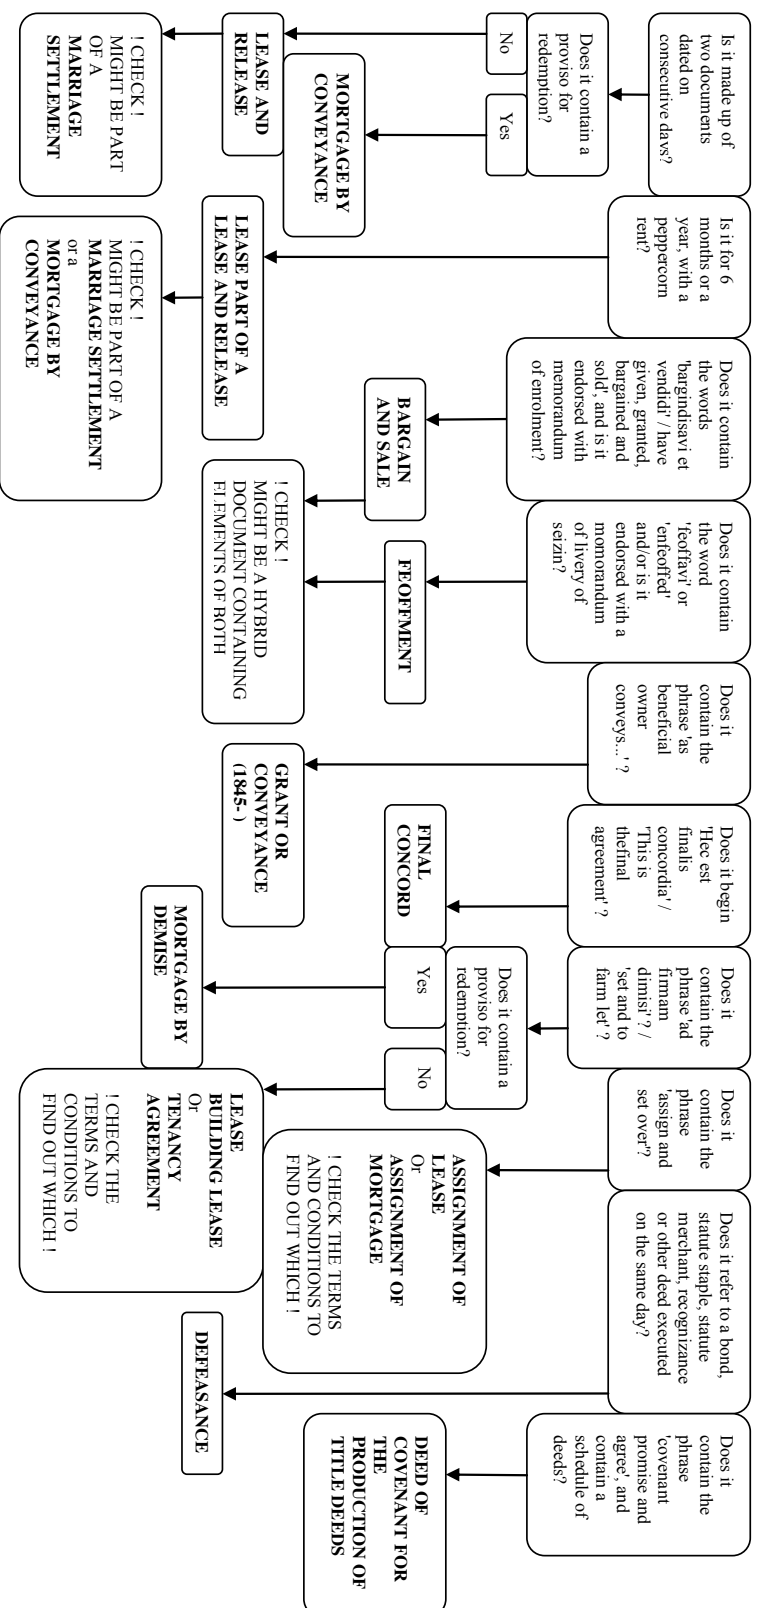 Is it made up of
two documents
dated on
consecutive days?
Does it contain a
proviso for
redemption?
No
Yes
MORTGAGE BY
CONVEYANCE
LEASE AND
RELEASE
! CHECK !
MIGHT BE PART
OF A
MARRIAGE
SETTLEMENT
Is it for 6
months or a
year, with a
peppercorn
rent?
LEASE PART OF A
LEASE AND RELEASE
! CHECK !
MIGHT BE PART OF A
MARRIAGE SETTLEMENT
or a
MORTGAGE BY
CONVEYANCE
Does it contain
the words
'bargindisavi et
vendidi' / have
given, granted,
bargained and
sold', and is it
endorsed with
memorandum
of enrolment?
BARGAIN
AND SALE
Does it contain
the word
'feoffavi' or
'enfeoffed'
and/or is it
endorsed with a
momorandum
of livery of
seizin?
FEOFFMENT
! CHECK !
MIGHT BE A HYBRID
DOCUMENT CONTAINING
ELEMENTS OF BOTH
Does it
contain the
phrase 'as
beneficial
owner
conveys...' ?
GRANT OR
CONVEYANCE
(1845- )
Does it begin
'Hec est
finalis
concordia' /
'This is
thefinal
agreement' ?
FINAL
CONCORD
Does it
contain the
phrase 'ad
firmam
dimisi' ? /
'set and to
farm let' ?
Does it contain a
proviso for
redemption?
Yes
No
MORTGAGE BY
DEMISE
LEASE
BUILDING LEASE
Or
TENANCY
AGREEMENT
! CHECK THE
TERMS AND
CONDITIONS TO
FIND OUT WHICH !
Does it
contain the
phrase
'assign and
set over'?
ASSIGNMENT OF
LEASE
Or
ASSIGNMENT OF
MORTGAGE
! CHECK THE TERMS
AND CONDITIONS TO
FIND OUT WHICH !
Does it refer to a bond,
statute staple, statute
merchant, recognizance
or other deed executed
on the same day?
DEFEASANCE
Does it
contain the
phrase
'covenant
promise and
agree', and
contain a
schedule of
deeds?
DEED OF
COVENANT FOR
THE
PRODUCTION OF
TITLE DEEDS